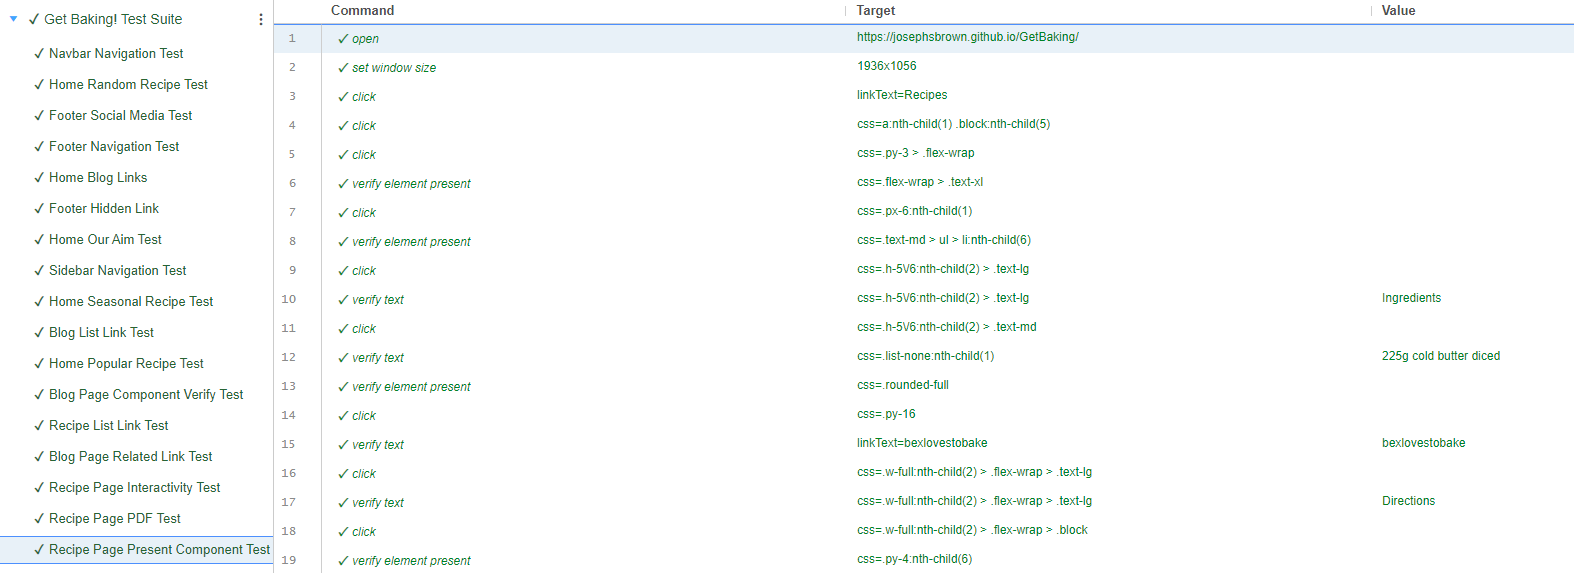 Get Baking! Test Suite
Navbar Navigation Test
Home Random Recipe Test
Footer Social Media Test
Footer Navigation Test
Home Blog Links
Footer Hidden Link
Home Our Aim Test
Sidebar Navigation Test
Home Seasonal Recipe Test
Blog List Link Test
Home Popular Recipe Test
Blog Page Component Verify Test
Recipe List Link Test
Blog Page Related Link Test
Recipe Page Interactivity Test
Recipe Page PDF Test
Recipe Page Present Component Test
Command Target Value
1 ✓ open https://josephsbrown.github.io/GetBaking/
2 ✓ set window size 1936x1056
3 ✓ click linkText=Recipes
4 ✓ click css=a:nth-child(1) .block:nth-child(5)
5 ✓ click css=.py-3 > .flex-wrap
6 ✓ verify element present css=.flex-wrap > .text-xl
7 ✓ click css=.px-6:nth-child(1)
8 ✓ verify element present css=.text-md > ul > li:nth-child(6)
9 ✓ click css=.h-5\/6:nth-child(2) > .text-lg
10 ✓ verify text css=.h-5\/6:nth-child(2) > .text-lg Ingredients
11 ✓ click css=.h-5\/6:nth-child(2) > .text-md
12 ✓ verify text css=.list-none:nth-child(1) 225g cold butter diced
13 ✓ verify element present css=.rounded-full
14 ✓ click css=.py-16
15 ✓ verify text linkText=bexlovestobake bexlovestobake
16 ✓ click css=.w-full:nth-child(2) > .flex-wrap > .text-lg
17 ✓ verify text css=.w-full:nth-child(2) > .flex-wrap > .text-lg Directions
18 ✓ click css=.w-full:nth-child(2) > .flex-wrap > .block
19 ✓ verify element present css=.py-4:nth-child(6)